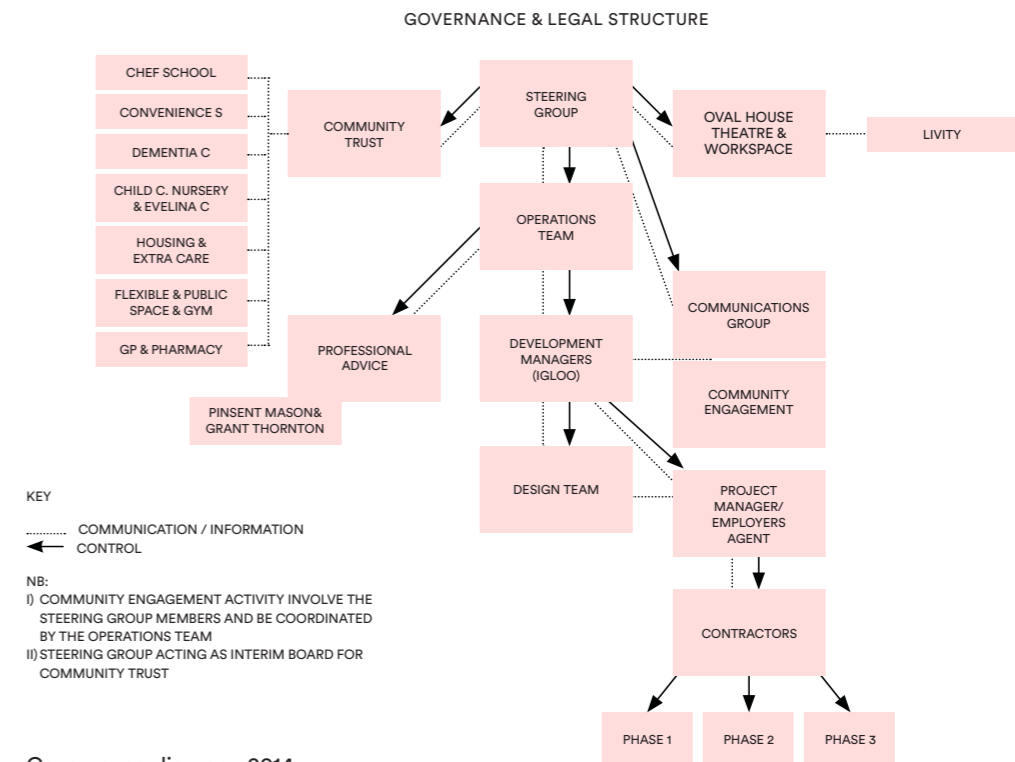 GOVERNANCE & LEGAL STRUCTURE
CHEF SCHOOL
CONVENIENCE S
DEMENTIA C
CHILD C. NURSERY
& EVELINA C
HOUSING &
EXTRA CARE
FLEXIBLE & PUBLIC
SPACE & GYM
GP & PHARMACY
COMMUNITY
TRUST
STEERING
GROUP
OVAL HOUSE
THEATRE &
WORKSPACE
LIVITY
OPERATIONS
TEAM
PROFESSIONAL
ADVICE
PINSENT MASON&
GRANT THORNTON
DEVELOPMENT
MANAGERS
(IGLOO)
COMMUNICATIONS
GROUP
COMMUNITY
ENGAGEMENT
DESIGN TEAM
PROJECT
MANAGER/
EMPLOYERS
AGENT
CONTRACTORS
PHASE 1
PHASE 2
PHASE 3
KEY
COMMUNICATION / INFORMATION
CONTROL
NB:
I) COMMUNITY ENGAGEMENT ACTIVITY INVOLVE THE
STEERING GROUP MEMBERS AND BE COORDINATED
BY THE OPERATIONS TEAM
II) STEERING GROUP ACTING AS INTERIM BOARD FOR
COMMUNITY TRUST